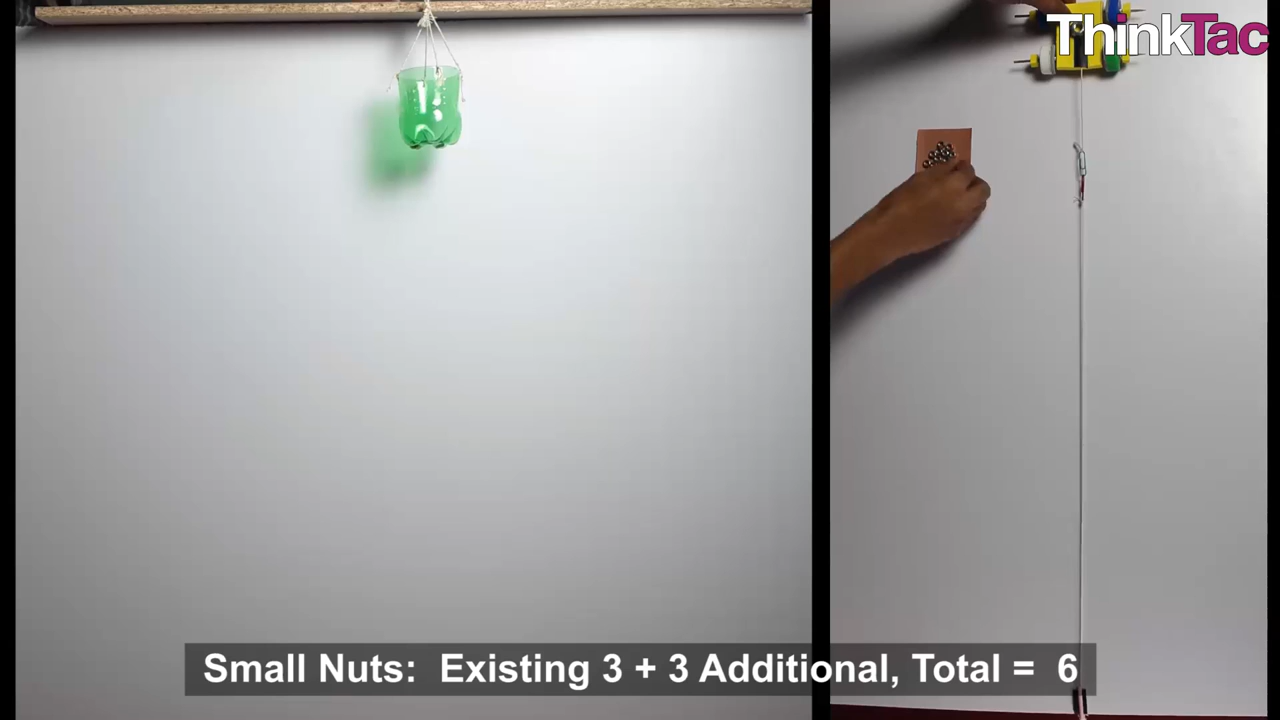 ThinkTac
Small Nuts: Existing 3 + 3 Additional, Total = 6